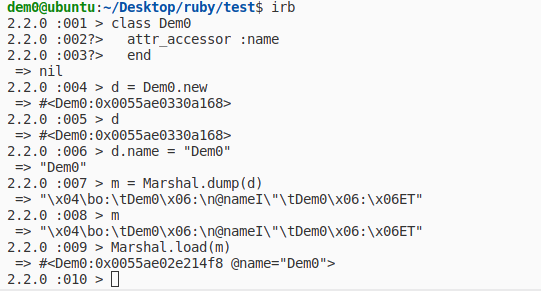 dem0@ubuntu:~/Desktop/ruby/test$ irb
2.2.0 :001 > class Dem0
2.2.0 :002?>   attr_accessor :name
2.2.0 :003?>   end
 => nil
2.2.0 :004 > d = Dem0.new
 => #<Dem0:0x0055ae0330a168>
2.2.0 :005 > d
 => #<Dem0:0x0055ae0330a168>
2.2.0 :006 > d.name = "Dem0"
 => "Dem0"
2.2.0 :007 > m = Marshal.dump(d)
 => "\x04\bo:\tDem0\x06:\n@nameI\"\tDem0\x06:\x06ET"
2.2.0 :008 > m
 => "\x04\bo:\tDem0\x06:\n@nameI\"\tDem0\x06:\x06ET"
2.2.0 :009 > Marshal.load(m)
 => #<Dem0:0x0055ae02e214f8 @name="Dem0">
2.2.0 :010 >